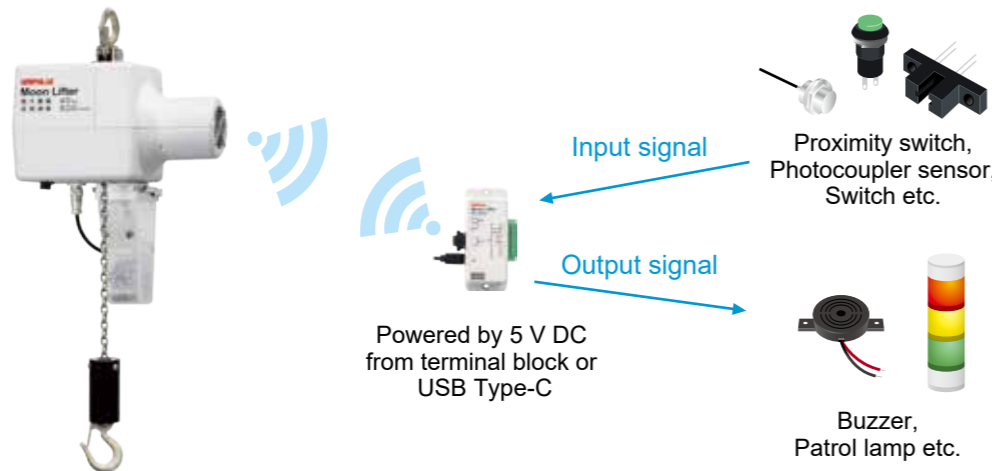 UNIPULSE
Moon Lifter
Input signal
Proximity switch,
Photocoupler sensor,
Switch etc.
Output signal
Powered by 5 V DC
from terminal block or
USB Type-C
Buzzer,
Patrol lamp etc.